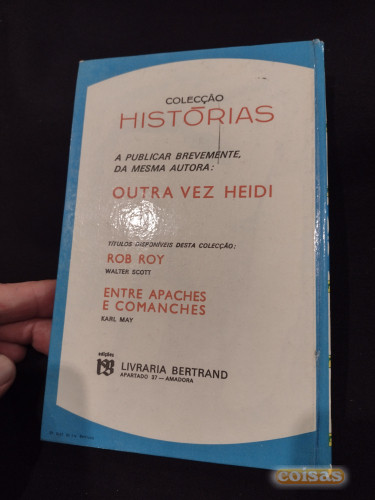 COLECÇÃO
HISTÓRIAS
A PUBLICAR BREVEMENTE,
DA MESMA AUTORA:
OUTRA VEZ HEIDI
TÍTULOS DISPONÍVEIS DESTA COLECÇÃO:
ROB ROY
WALTER SCOTT
ENTRE APACHES
E COMANCHES
KARL MAY
edições
LIVRARIA BERTRAND
APARTADO 37 — AMADORA
coisas